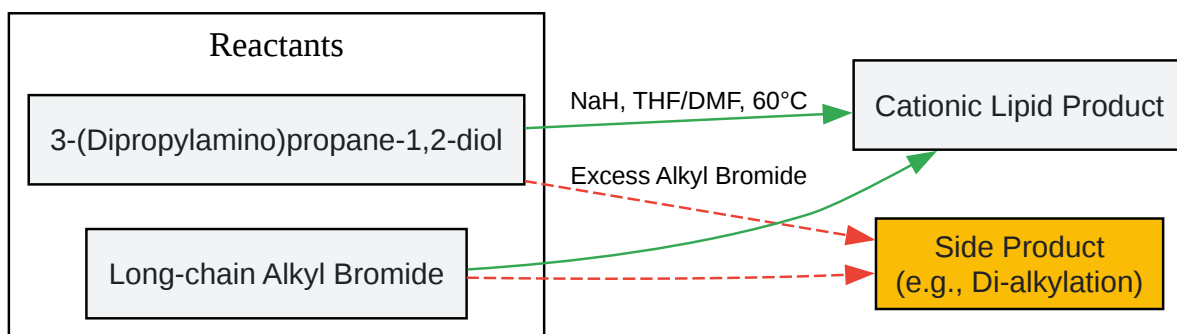 Reactants
3-(Dipropylamino)propane-1,2-diol
Long-chain Alkyl Bromide
NaH, THF/DMF, 60°C
Excess Alkyl Bromide
Cationic Lipid Product
Side Product
(e.g., Di-alkylation)